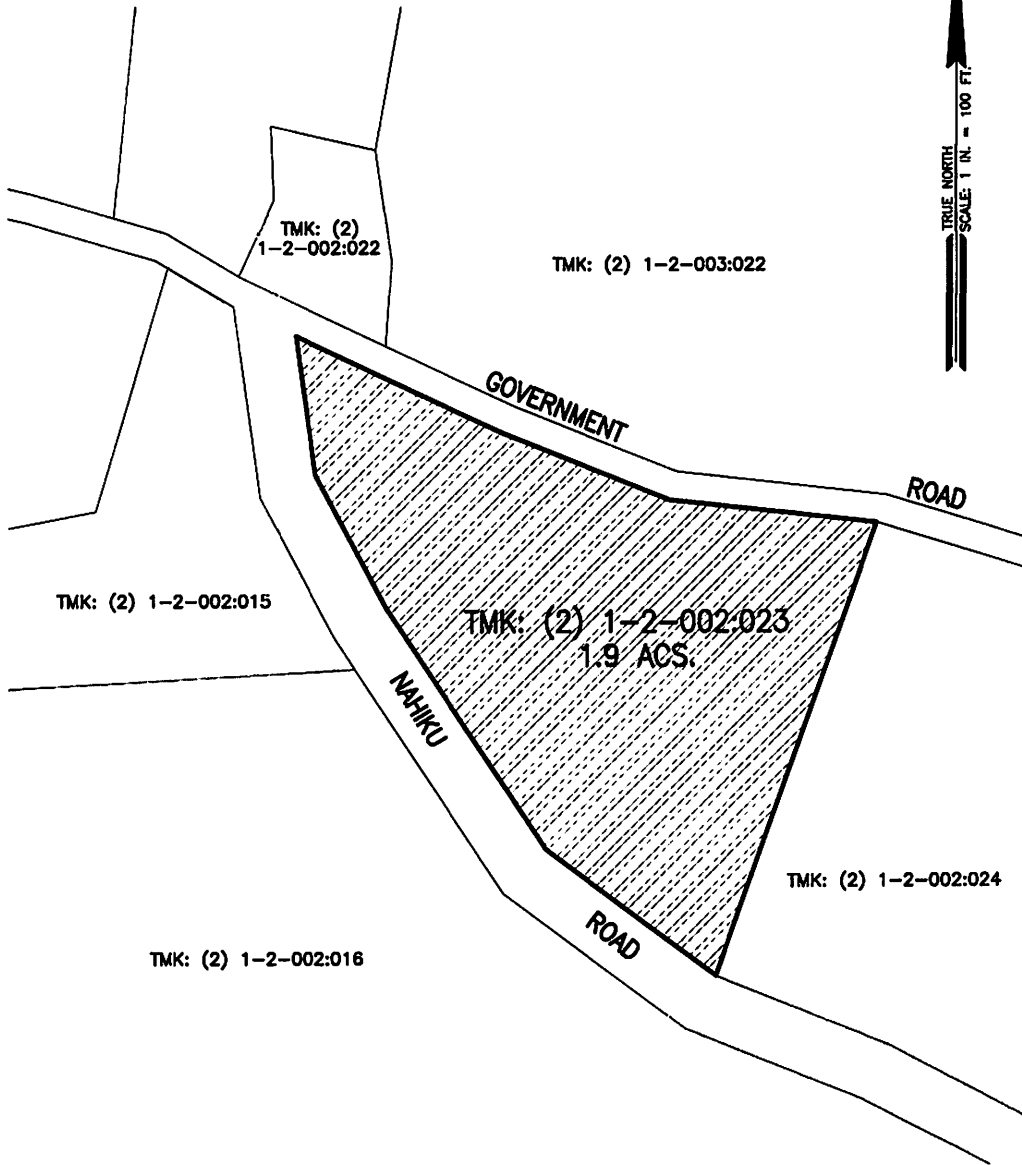 TRUE NORTH
SCALE: 1 IN. = 100 FT.
TMK: (2)
1-2-002:022
TMK: (2) 1-2-003:022
GOVERNMENT
ROAD
TMK: (2) 1-2-002:015
TMK: (2) 1-2-002:023
1.9 ACS.
NAHIKU
ROAD
TMK: (2) 1-2-002:024
TMK: (2) 1-2-002:016